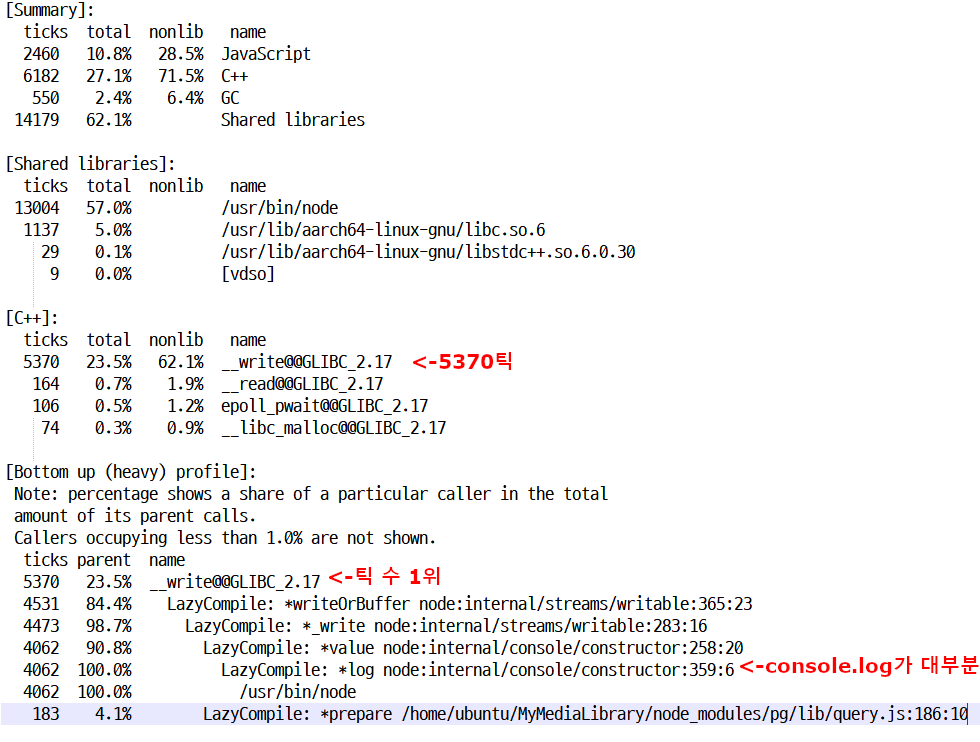 [Summary]:
ticks total nonlib name
2460 10.8% 28.5% JavaScript
6182 27.1% 71.5% C++
550 2.4% 6.4% GC
14179 62.1% Shared libraries
[Shared libraries]:
ticks total nonlib name
13004 57.0% /usr/bin/node
1137 5.0% /usr/lib/aarch64-linux-gnu/libc.so.6
29 0.1% /usr/lib/aarch64-linux-gnu/libstdc++.so.6.0.30
9 0.0% [vdso]
[C++]:
ticks total nonlib name
5370 23.5% 62.1% __write@@GLIBC_2.17 <-5370틱
164 0.7% 1.9% __read@@GLIBC_2.17
106 0.5% 1.2% epoll_pwait@@GLIBC_2.17
74 0.3% 0.9% __libc_malloc@@GLIBC_2.17
[Bottom up (heavy) profile]:
Note: percentage shows a share of a particular caller in the total
amount of its parent calls.
Callers occupying less than 1.0% are not shown.
ticks parent name
5370 23.5% __write@@GLIBC_2.17 <-틱 수 1위
4531 84.4% LazyCompile: *writeOrBuffer node:internal/streams/writable:365:23
4473 98.7% LazyCompile: *_write node:internal/streams/writable:283:16
4062 90.8% LazyCompile: *value node:internal/console/constructor:258:20
4062 100.0% LazyCompile: *log node:internal/console/constructor:359:6 <-console.log가 대부분
4062 100.0% /usr/bin/node
183 4.1% LazyCompile: *prepare /home/ubuntu/MyMediaLibrary/node_modules/pg/lib/query.js:186:10